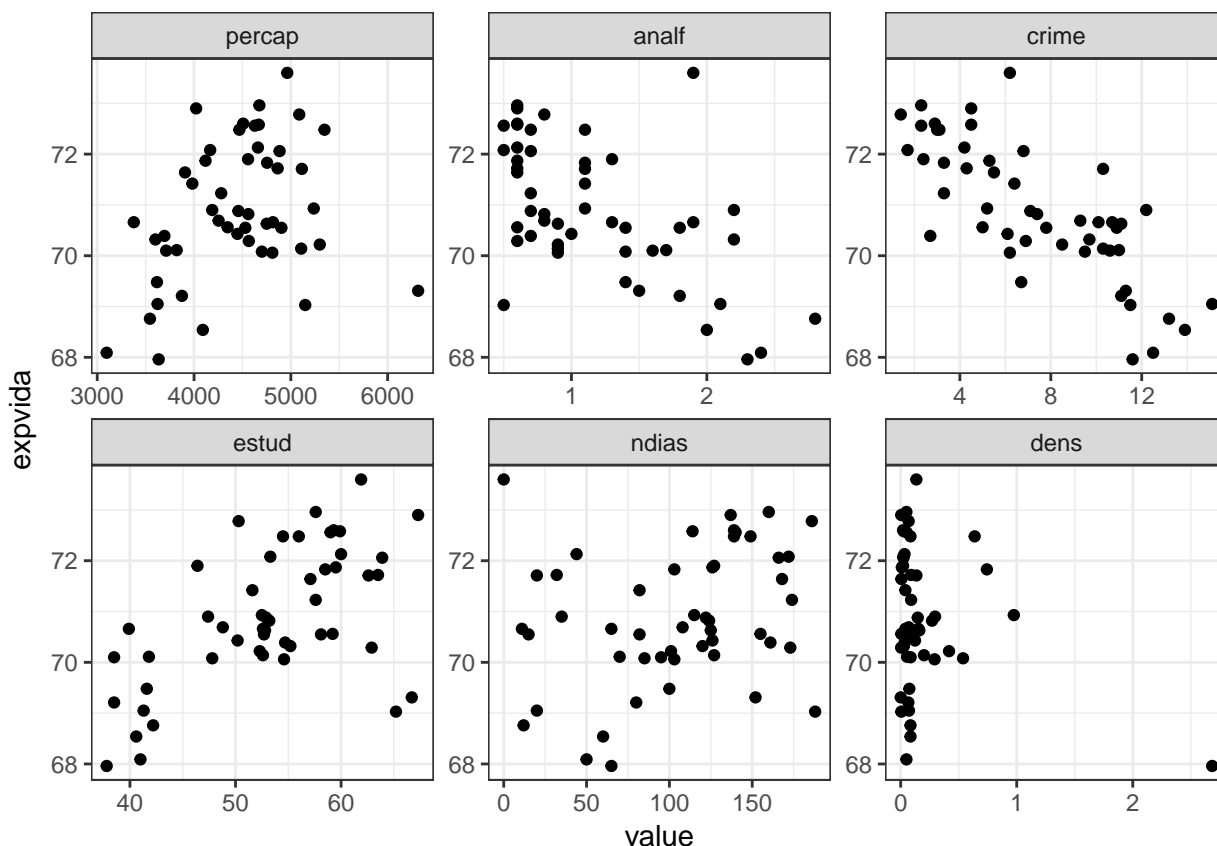 percap analf crime
72
70
68
3000 4000 5000 6000
1 2
4 8 12
expvida
estud ndias dens
72
70
68
40 50 60
0 50 100 150
0 1 2
value